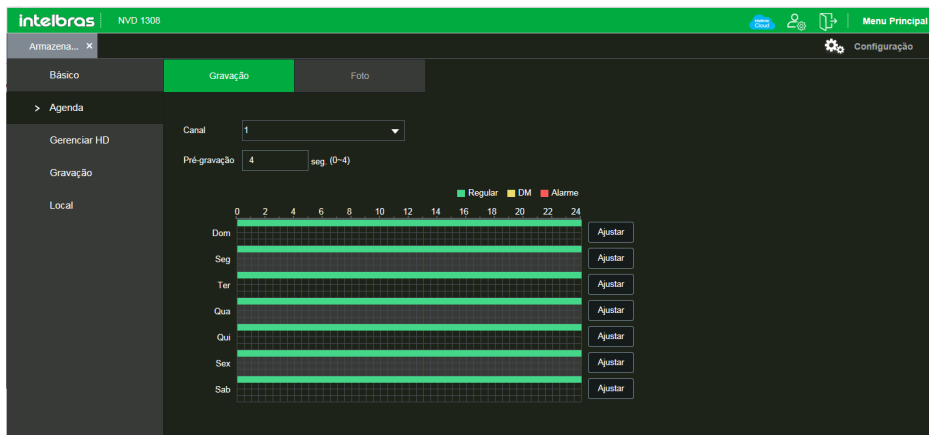 intelbras NVD 1308 Intelbras Cloud Menu Principal
Armazena... × Configuração
Básico
Gravação Foto
> Agenda
Gerenciar HD
Gravação
Local
Canal 1
Pré-gravação 4 seg. (0~4)
Regular DM Alarme
0 2 4 6 8 10 12 14 16 18 20 22 24
Dom Ajustar
Seg Ajustar
Ter Ajustar
Qua Ajustar
Qui Ajustar
Sex Ajustar
Sab Ajustar